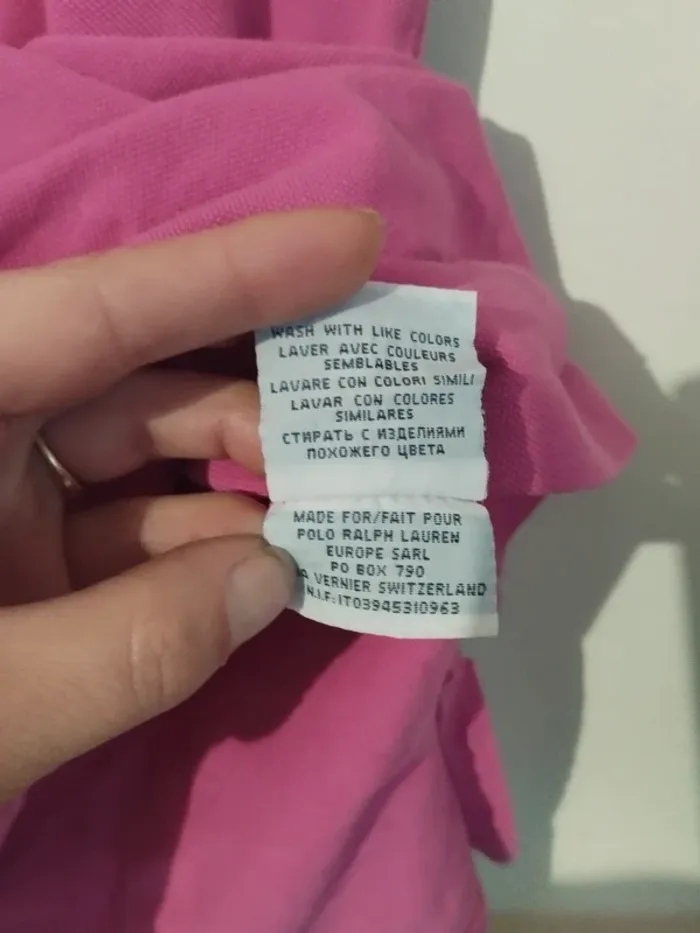 WASH WITH LIKE COLORS
LAVER AVEC COULEURS
SEMBLABLES
LAVARE CON COLORI SIMILI
LAVAR CON COLORES
SIMILARES
СТИРАТЬ С ИЗДЕЛИЯМИ
ПОХОЖЕГО ЦВЕТА
MADE FOR/FAIT POUR
POLO RALPH LAUREN
EUROPE SARL
PO BOX 790
VERNIER SWITZERLAND
N.I.F.:IT03945310963